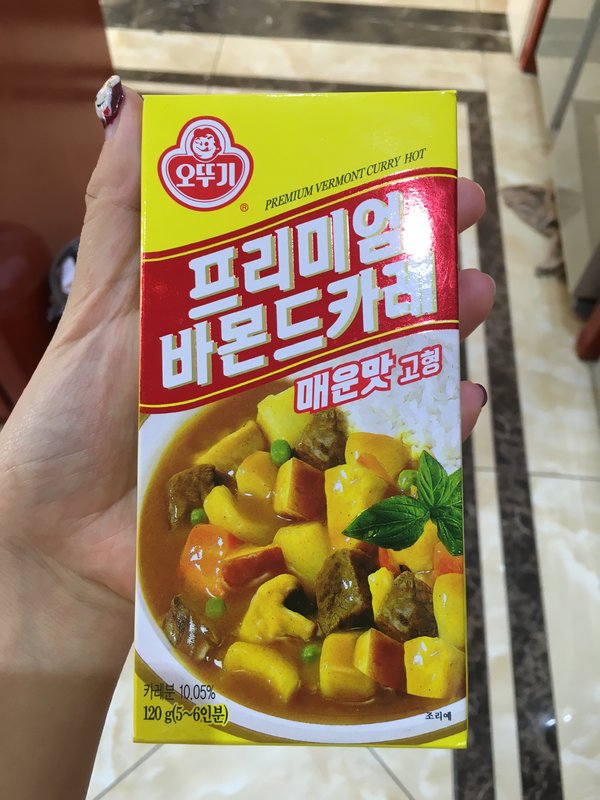 오뚜기
®
PREMIUM VERMONT CURRY HOT
프리미엄
바몬드카레
매운맛 고형
카레분 10.05%
120 g(5~6인분)
조리예